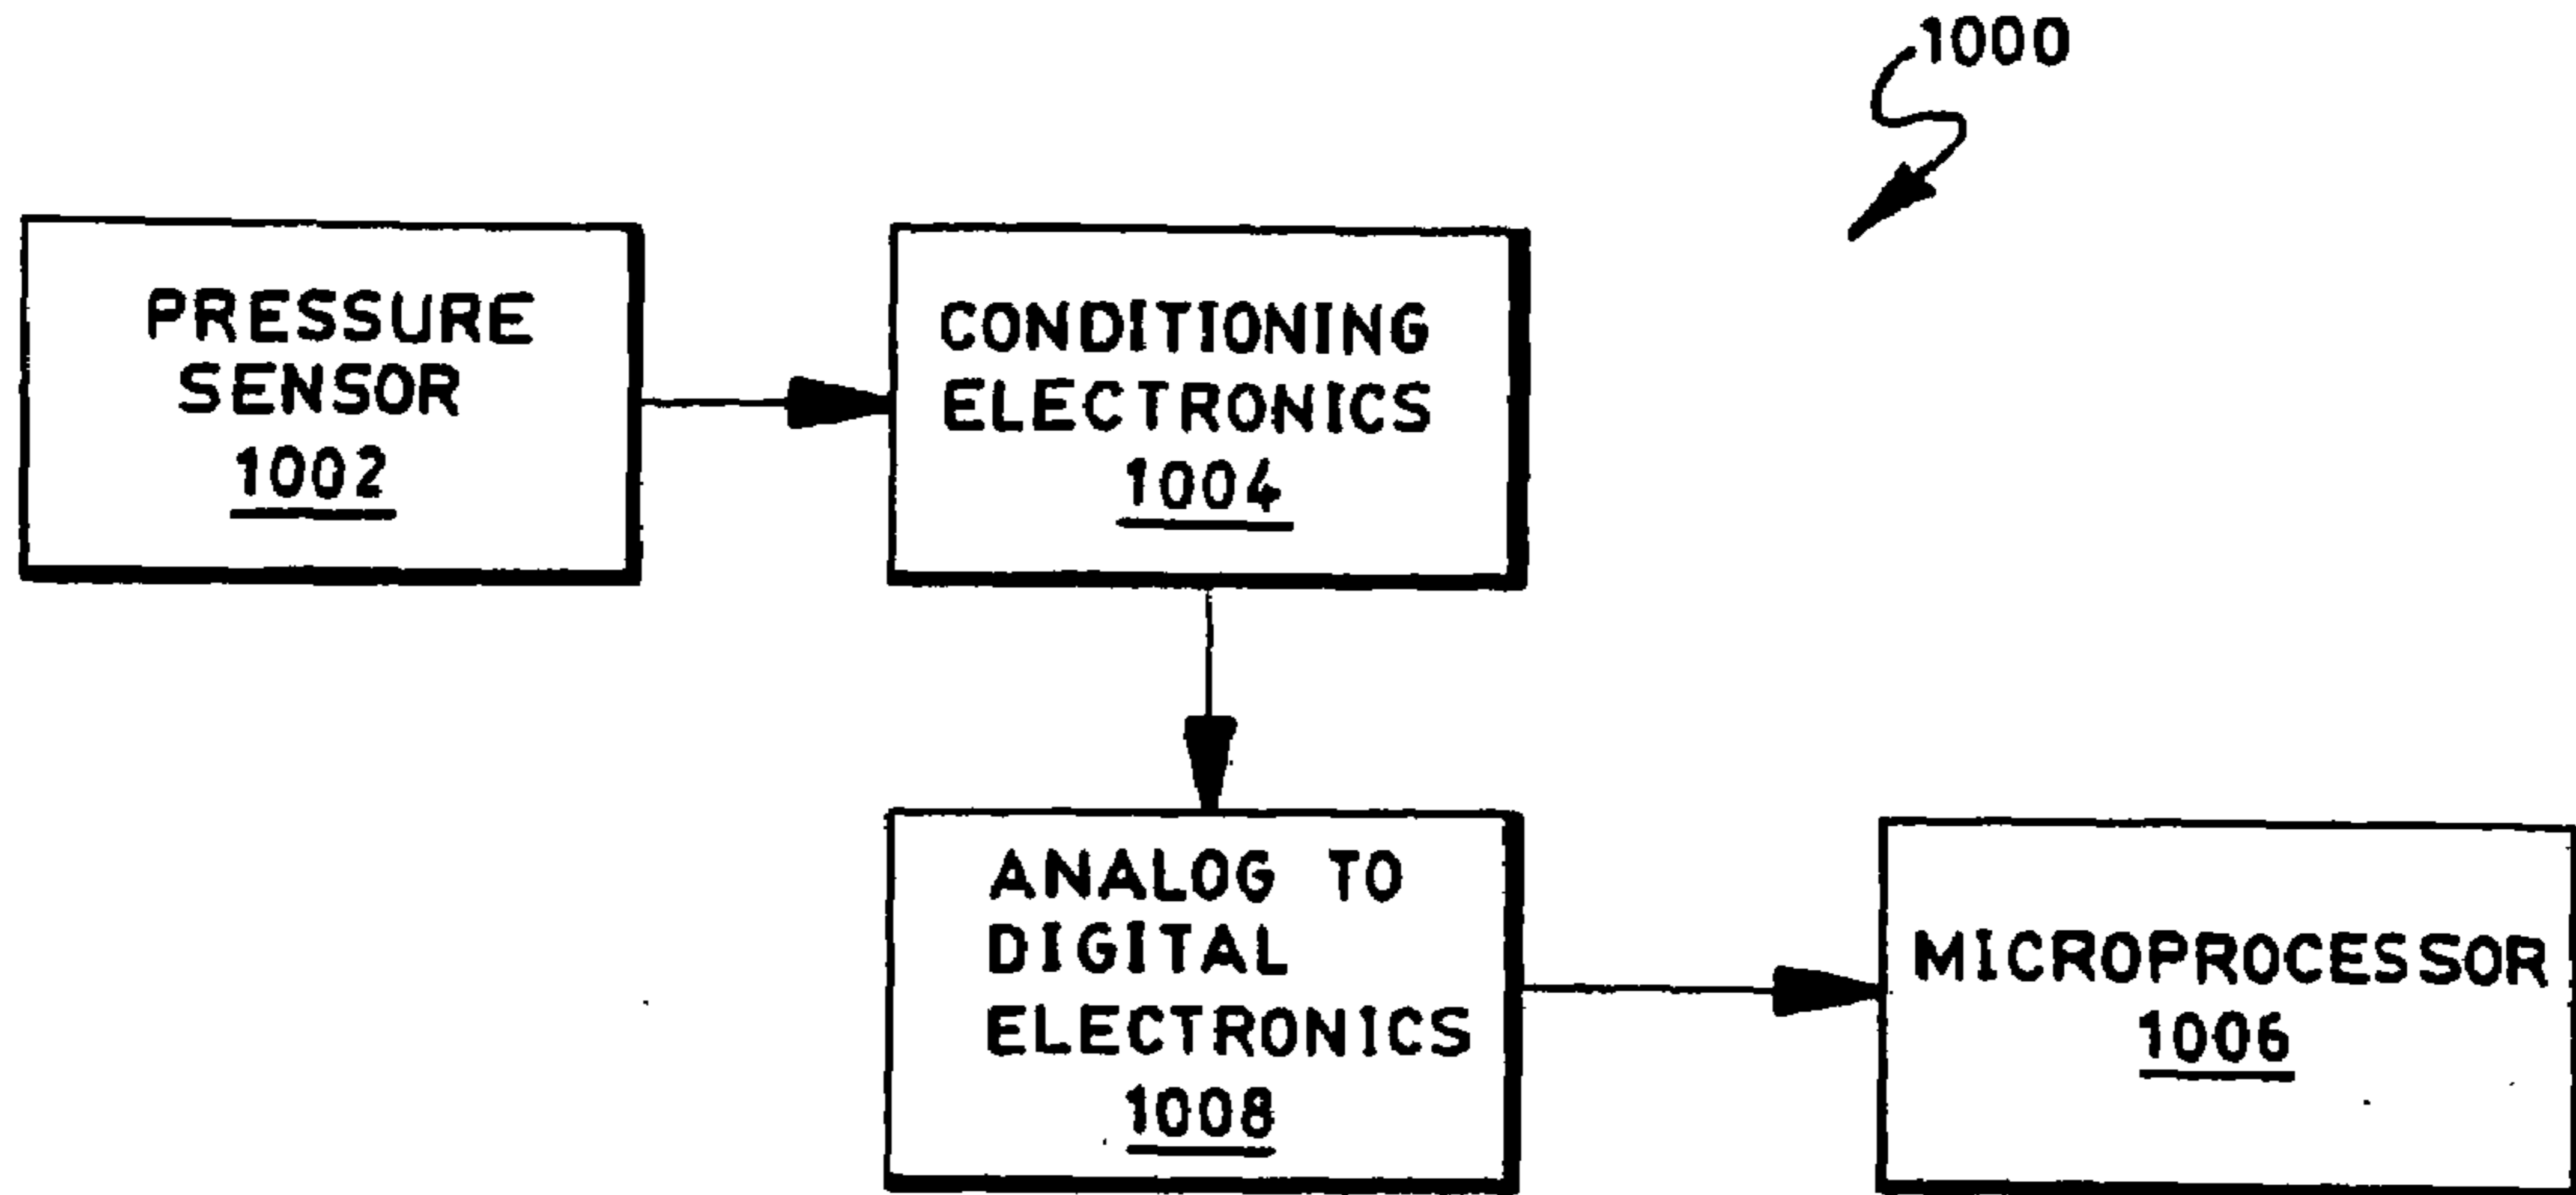 1000
PRESSURE
SENSOR
1002
CONDITIONING
ELECTRONICS
1004
ANALOG TO
DIGITAL
ELECTRONICS
1008
MICROPROCESSOR
1006